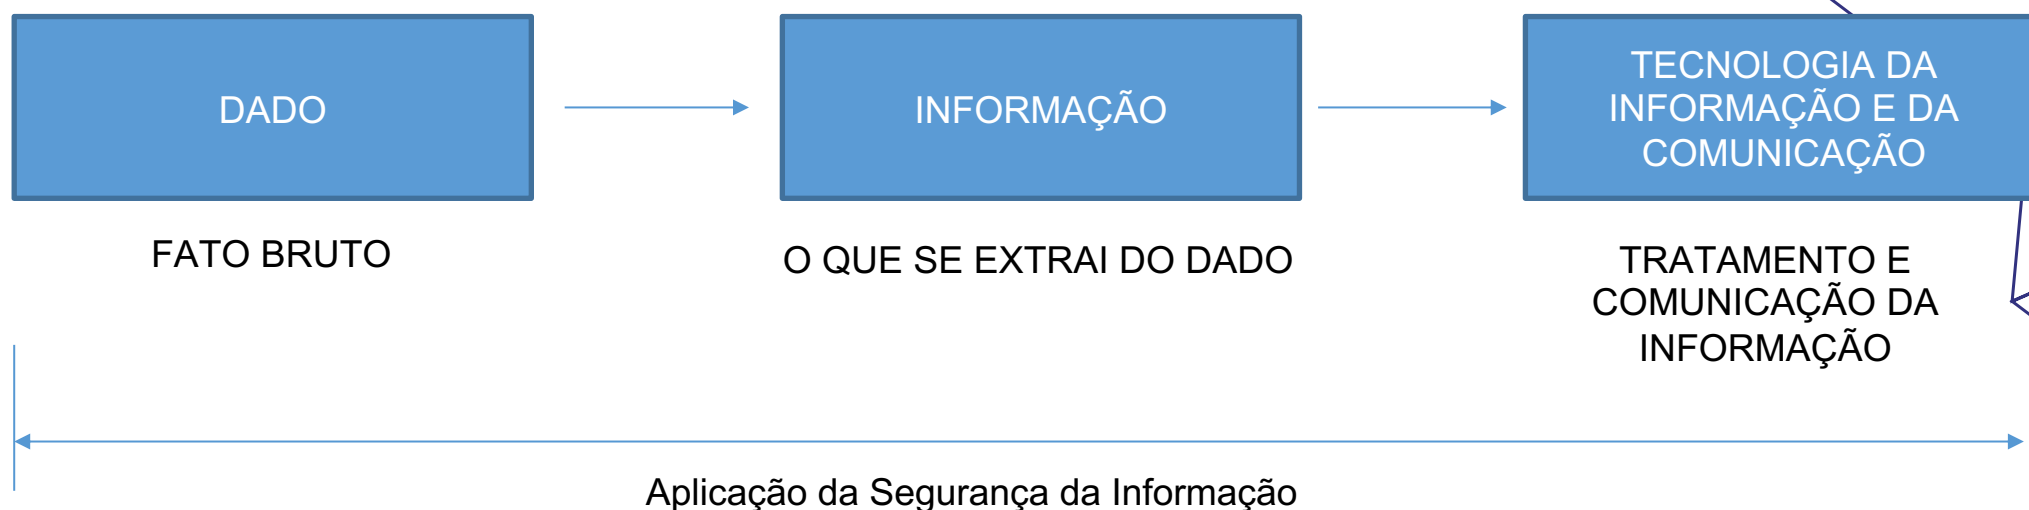 DADO
INFORMAÇÃO
TECNOLOGIA DA
INFORMAÇÃO E DA
COMUNICAÇÃO
FATO BRUTO
O QUE SE EXTRAI DO DADO
TRATAMENTO E
COMUNICAÇÃO DA
INFORMAÇÃO
Aplicação da Segurança da Informação